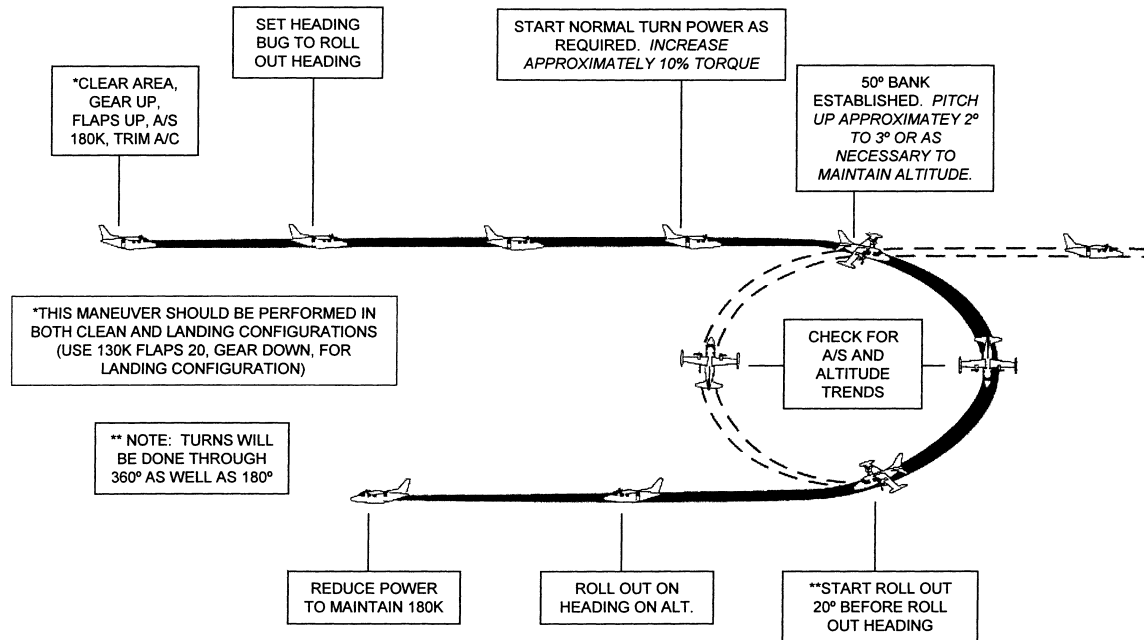 SET HEADING
BUG TO ROLL
OUT HEADING
START NORMAL TURN POWER AS
REQUIRED. INCREASE
APPROXIMATELY 10% TORQUE
*CLEAR AREA,
GEAR UP,
FLAPS UP, A/S
180K, TRIM A/C
50º BANK
ESTABLISHED. PITCH
UP APPROXIMATEY 2º
TO 3º OR AS
NECESSARY TO
MAINTAIN ALTITUDE.
*THIS MANEUVER SHOULD BE PERFORMED IN
BOTH CLEAN AND LANDING CONFIGURATIONS
(USE 130K FLAPS 20, GEAR DOWN, FOR
LANDING CONFIGURATION)
CHECK FOR
A/S AND
ALTITUDE
TRENDS
** NOTE: TURNS WILL
BE DONE THROUGH
360º AS WELL AS 180º
REDUCE POWER
TO MAINTAIN 180K
ROLL OUT ON
HEADING ON ALT.
**START ROLL OUT
20º BEFORE ROLL
OUT HEADING